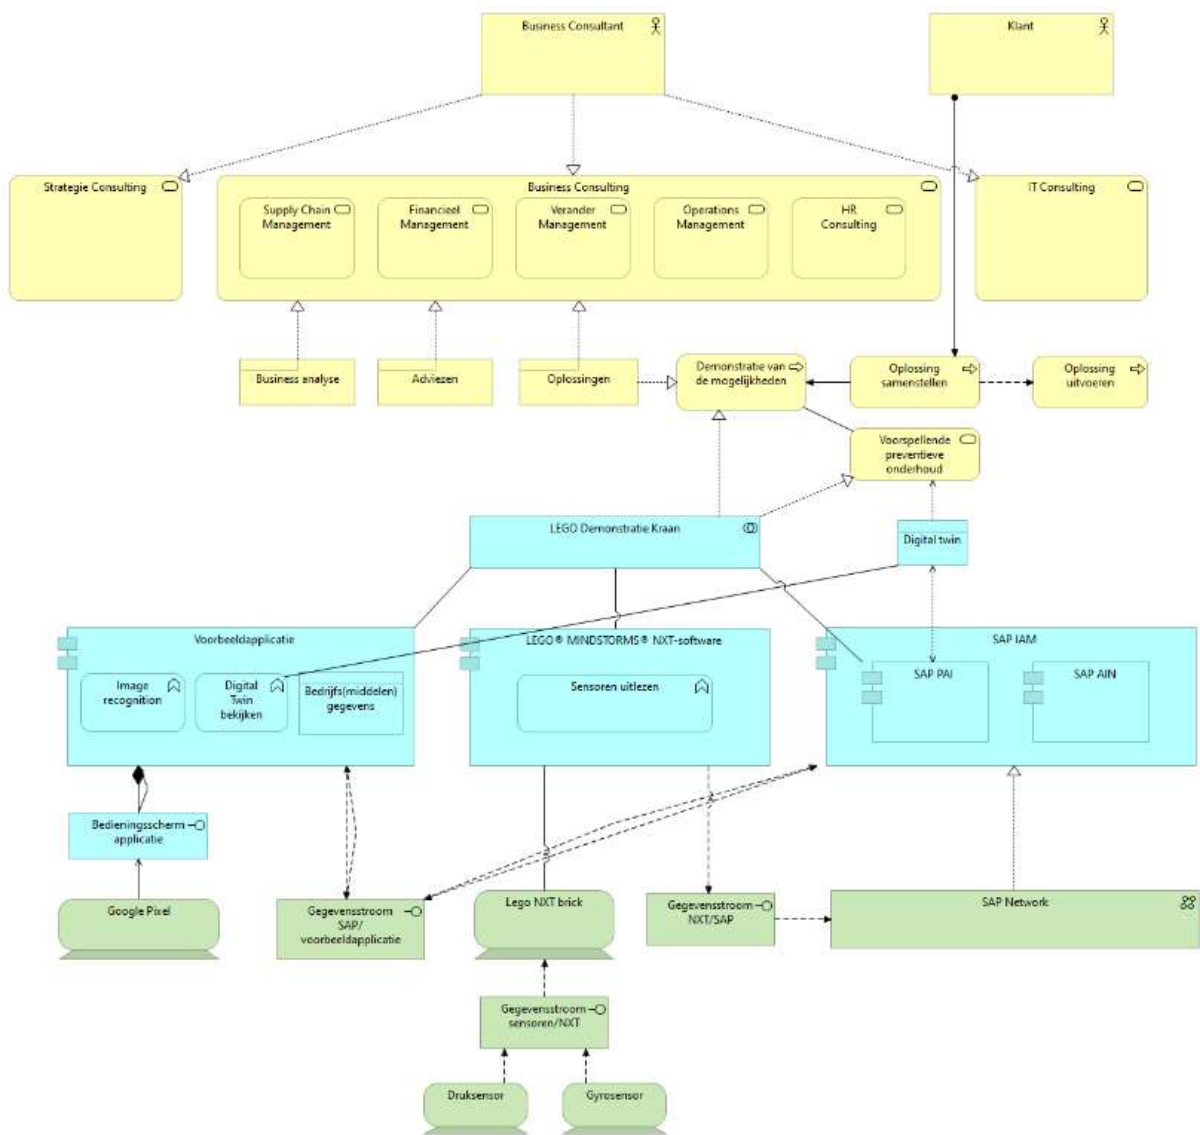 Business Consultant
Klant
Strategie Consulting
Business Consulting
IT Consulting
Supply Chain
Management
Financieel
Management
Verander
Management
Operations
Management
HR
Consulting
Business analyse
Adviezen
Oplossingen
Demonstratie van
de mogelijkheden
Oplossing
samenstellen
Oplossing
uitvoeren
Voorspellende
preventieve
onderhoud
LEGO Demonstratie Kraan
Digital twin
Voorbeeldapplicatie
LEGO® MINDSTORMS® NXT-software
SAP IAM
Image
recognition
Digital
Twin
bekijken
Bedrijfs(middelen)
gegevens
Sensoren uitlezen
SAP PAI
SAP AIN
Bedieningsscherm
applicatie
Google Pixel
Gegevensstroom
SAP/
voorbeeldapplicatie
Lego NXT brick
Gegevensstroom
NXT/SAP
SAP Network
Gegevensstroom
sensoren/NXT
Druksensor
Gyrosensor